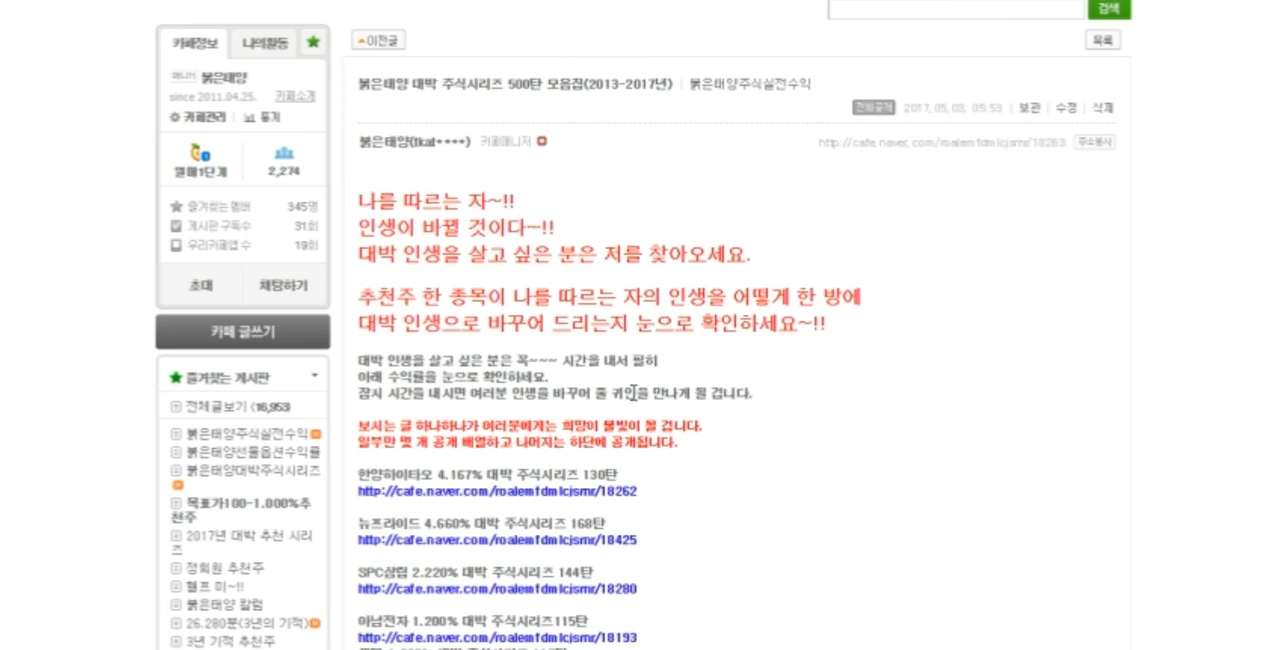 검색
카페정보 나의활동
매니저 붉은태양
since 2011.04.25. 카페소개
카페관리 통계
열매1단계 2,274
즐겨찾는 멤버 345명
게시판 구독수 31회
우리카페앱 수 19회
초대 채팅하기
카페 글쓰기
즐겨찾는 게시판
전체글보기 (16,953)
붉은태양주식실전수익
붉은태양선물옵션수익률
붉은태양대박주식시리즈
목표가100-1.000%추
천주
2017년 대박 추천 시리
즈
정회원 추천주
헬프 미~!!
붉은태양 칼럼
26.280분(3년의 기적)
3년 기적 추천주
이전글 목록
붉은태양 대박 주식시리즈 500탄 모음집(2013-2017년) | 붉은태양주식실전수익
전체공개 2017. 05. 03. 05:53 보관 | 수정 | 삭제
붉은태양(tkat****) 카페매니저 http://cafe.naver.com/roalemfdmlcjsrnr/18263 주소복사
나를 따르는 자~!!
인생이 바뀔 것이다~!!
대박 인생을 살고 싶은 분은 저를 찾아오세요.
추천주 한 종목이 나를 따르는 자의 인생을 어떻게 한 방에
대박 인생으로 바꾸어 드리는지 눈으로 확인하세요~!!
대박 인생을 살고 싶은 분은 꼭~~~ 시간을 내서 필히
아래 수익률을 눈으로 확인하세요.
잠시 시간을 내시면 여러분 인생을 바꾸어 줄 귀인을 만나게 될 겁니다.
보시는 글 하나하나가 여러분에게는 희망이 불빛이 될 겁니다.
일부만 몇 개 공개 배열하고 나머지는 하단에 공개됩니다.
한양하이타오 4.167% 대박 주식시리즈 130탄
http://cafe.naver.com/roalemfdmlcjsrnr/18262
뉴프라이드 4.660% 대박 주식시리즈 168탄
http://cafe.naver.com/roalemfdmlcjsrnr/18425
SPC삼립 2.220% 대박 주식시리즈 144탄
http://cafe.naver.com/roalemfdmlcjsrnr/18280
아남전자 1.200% 대박 주식시리즈115탄
http://cafe.naver.com/roalemfdmlcjsrnr/18193